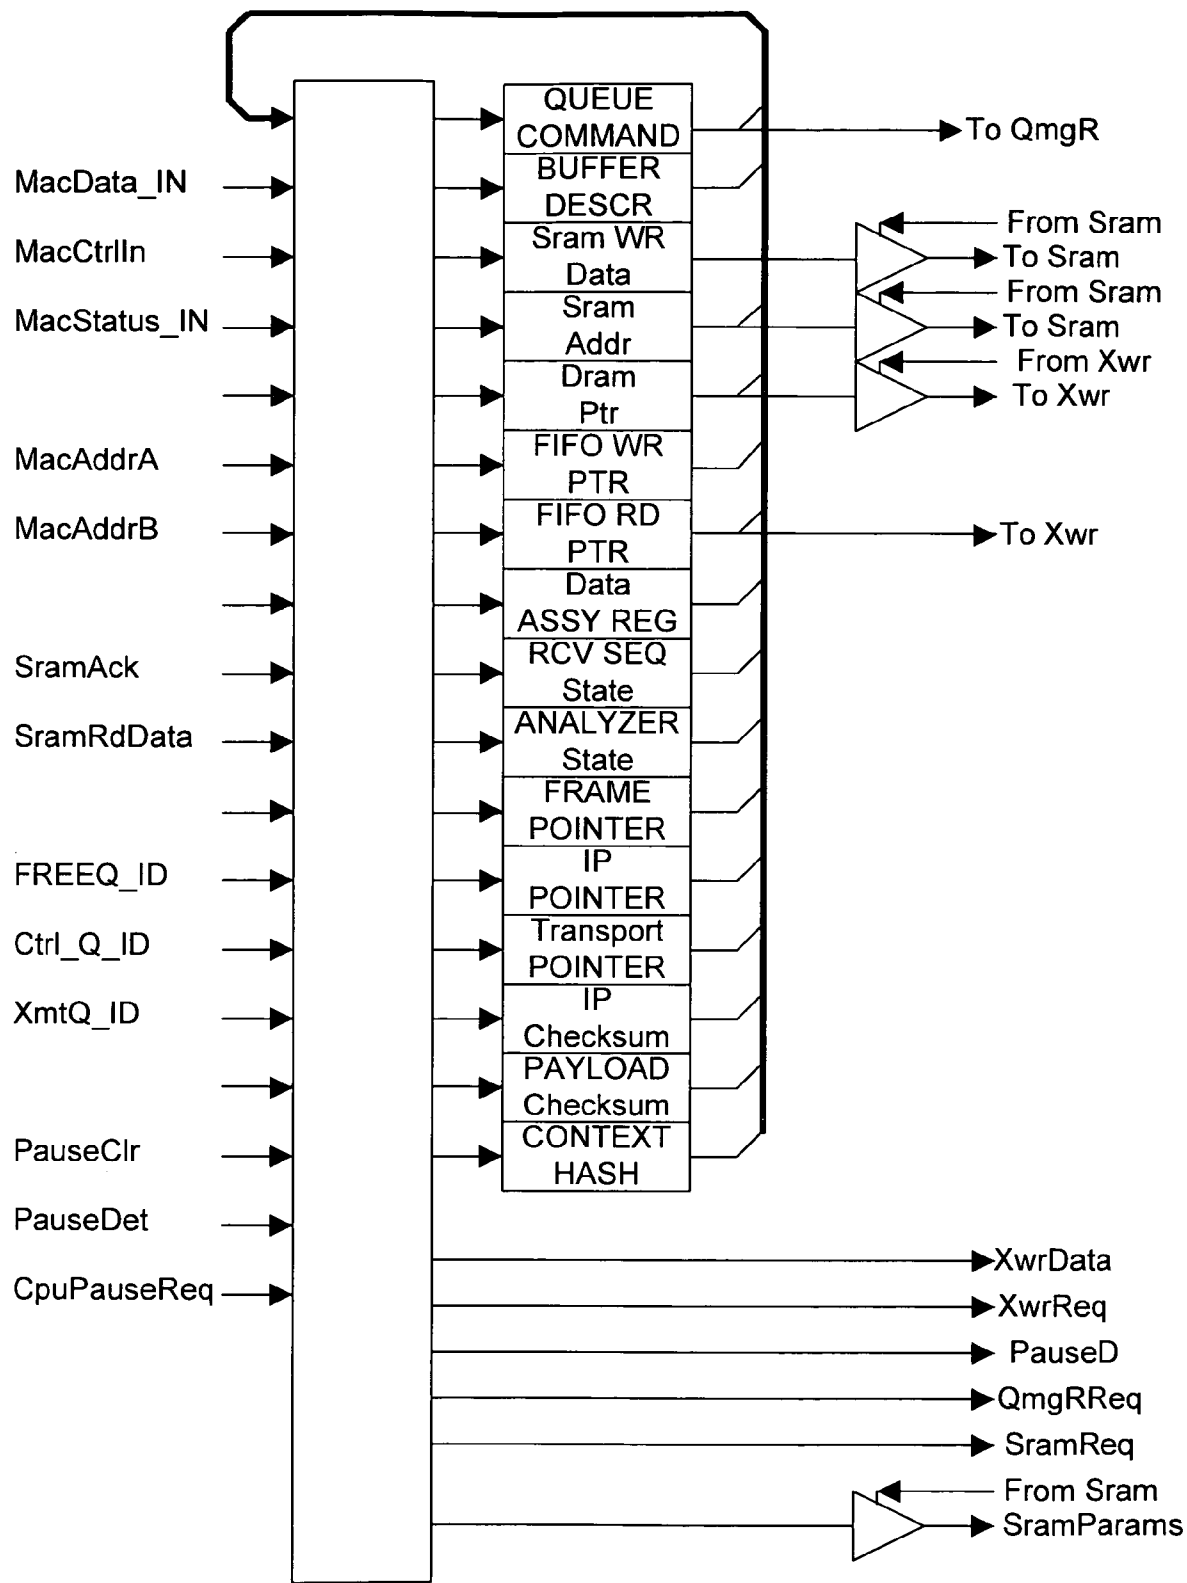 QUEUE
COMMAND
To QmgR
MacData_IN
BUFFER
DESCR
MacCtrlIn
Sram WR
Data
From Sram
To Sram
MacStatus_IN
Sram
Addr
From Sram
To Sram
Dram
Ptr
From Xwr
To Xwr
MacAddrA
FIFO WR
PTR
MacAddrB
FIFO RD
PTR
To Xwr
Data
ASSY REG
SramAck
RCV SEQ
State
SramRdData
ANALYZER
State
FRAME
POINTER
FREEQ_ID
IP
POINTER
Ctrl_Q_ID
Transport
POINTER
XmtQ_ID
IP
Checksum
PAYLOAD
Checksum
PauseClr
CONTEXT
HASH
PauseDet
CpuPauseReq
XwrData
XwrReq
PauseD
QmgRReq
SramReq
From Sram
SramParams